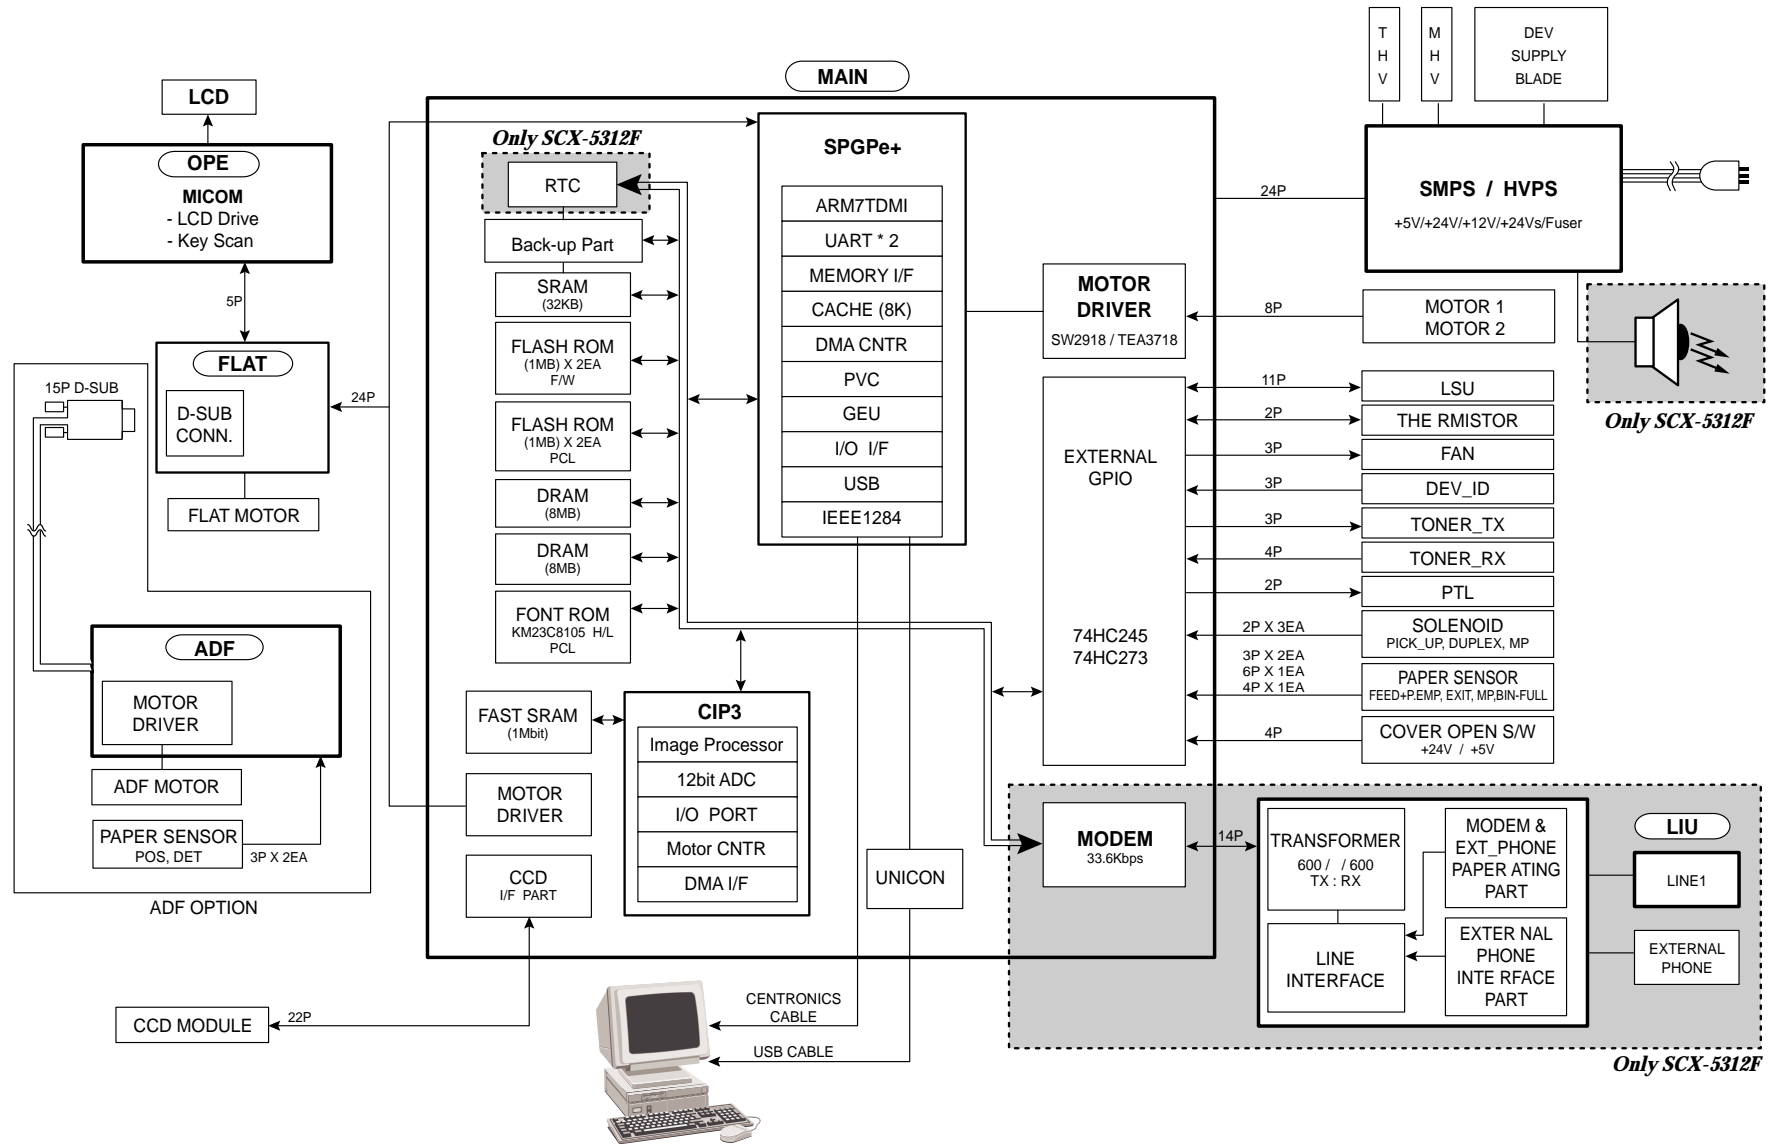 MAIN
LCD
OPE
MICOM
- LCD Drive
- Key Scan
5P
FLAT
D-SUB
CONN.
24P
FLAT MOTOR
15P D-SUB
ADF
MOTOR
DRIVER
ADF MOTOR
PAPER SENSOR
POS, DET
3P X 2EA
ADF OPTION
CCD MODULE
22P
Only SCX-5312F
RTC
Back-up Part
SRAM
(32KB)
FLASH ROM
(1MB) X 2EA
F/W
FLASH ROM
(1MB) X 2EA
PCL
DRAM
(8MB)
DRAM
(8MB)
FONT ROM
KM23C8105 H/L
PCL
FAST SRAM
(1Mbit)
MOTOR
DRIVER
CCD
I/F PART
SPGPe+
ARM7TDMI
UART * 2
MEMORY I/F
CACHE (8K)
DMA CNTR
PVC
GEU
I/O I/F
USB
IEEE1284
CIP3
Image Processor
12bit ADC
I/O PORT
Motor CNTR
DMA I/F
UNICON
CENTRONICS
CABLE
USB CABLE
MOTOR
DRIVER
SW2918 / TEA3718
EXTERNAL
GPIO
74HC245
74HC273
MODEM
33.6Kbps
T
H
V
M
H
V
DEV
SUPPLY
BLADE
24P
SMPS / HVPS
+5V/+24V/+12V/+24Vs/Fuser
8P
MOTOR 1
MOTOR 2
Only SCX-5312F
11P
LSU
2P
THE RMISTOR
3P
FAN
3P
DEV_ID
3P
TONER_TX
4P
TONER_RX
2P
PTL
2P X 3EA
SOLENOID
PICK_UP, DUPLEX, MP
3P X 2EA
6P X 1EA
4P X 1EA
PAPER SENSOR
FEED+P.EMP, EXIT, MP,BIN-FULL
4P
COVER OPEN S/W
+24V / +5V
14P
TRANSFORMER
600 / / 600
TX : RX
LINE
INTERFACE
MODEM &
EXT_PHONE
PAPER ATING
PART
EXTER NAL
PHONE
INTE RFACE
PART
LIU
LINE1
EXTERNAL
PHONE
Only SCX-5312F